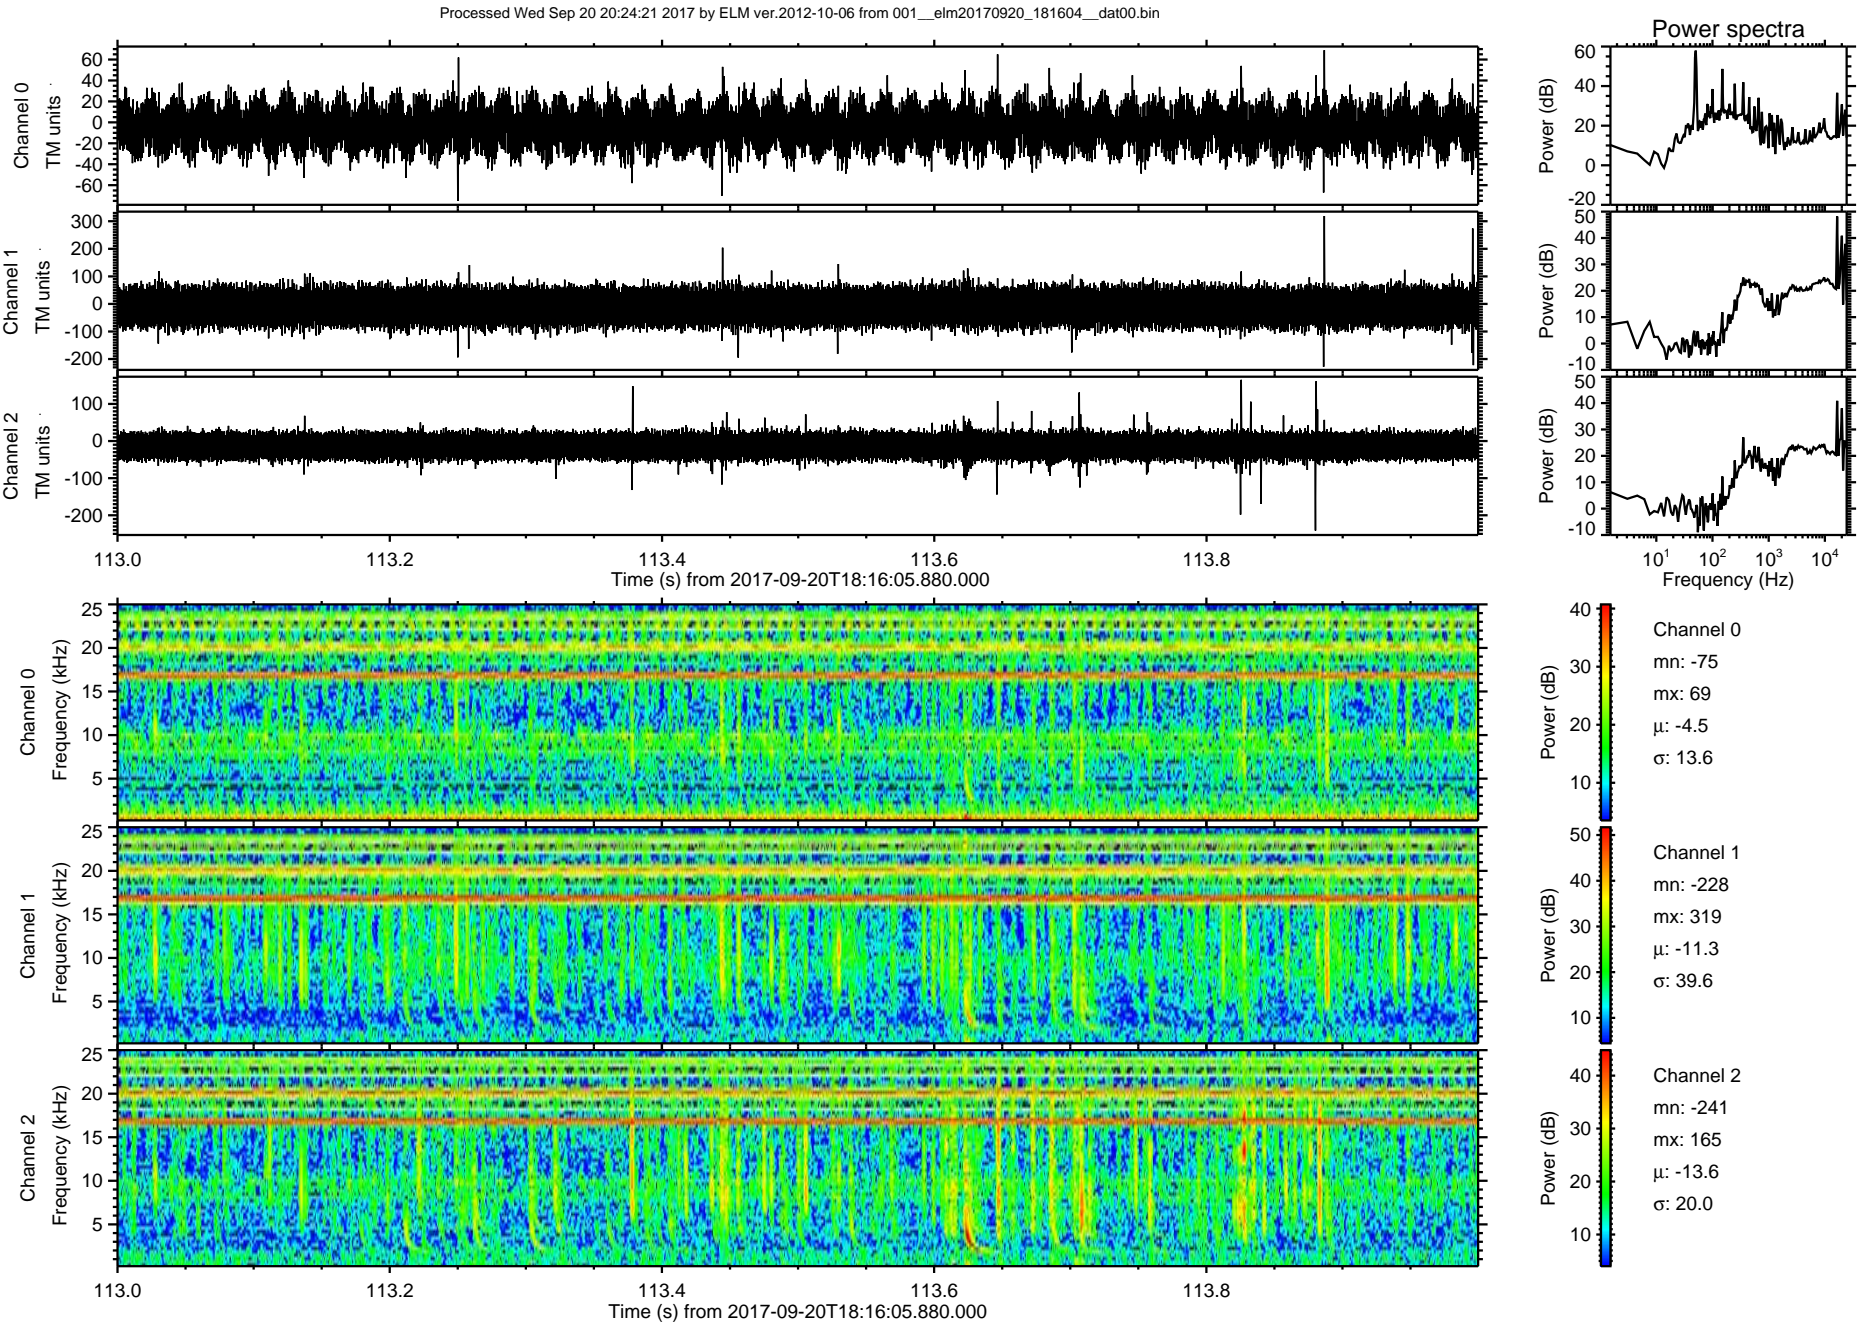 Processed Wed Sep 20 20:24:21 2017 by ELM ver.2012-10-06 from 001__elm20170920_181604__dat00.bin
Power spectra
Channel 0
TM units
60
40
20
0
-20
-40
-60
Power (dB)
60
40
20
0
-20
Channel 1
TM units
300
200
100
0
-100
-200
Power (dB)
50
40
30
20
10
0
-10
Channel 2
TM units
100
0
-100
-200
Power (dB)
50
40
30
20
10
0
-10
113.0 113.2 113.4 113.6 113.8
Time (s) from 2017-09-20T18:16:05.880.000
10¹ 10² 10³ 10⁴
Frequency (Hz)
Channel 0
Frequency (kHz)
25
20
15
10
5
Power (dB)
40
30
20
10
Channel 0
mn: -75
mx: 69
μ: -4.5
σ: 13.6
Channel 1
Frequency (kHz)
25
20
15
10
5
Power (dB)
50
40
30
20
10
Channel 1
mn: -228
mx: 319
μ: -11.3
σ: 39.6
Channel 2
Frequency (kHz)
25
20
15
10
5
Power (dB)
40
30
20
10
Channel 2
mn: -241
mx: 165
μ: -13.6
σ: 20.0
113.0 113.2 113.4 113.6 113.8
Time (s) from 2017-09-20T18:16:05.880.000